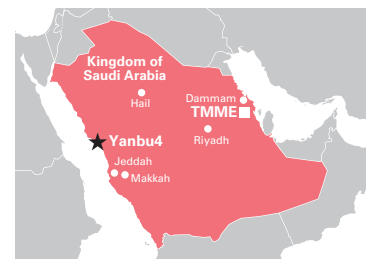 Kingdom of
Saudi Arabia
Hail
Dammam
TMME
Riyadh
Yanbu4
Jeddah
Makkah